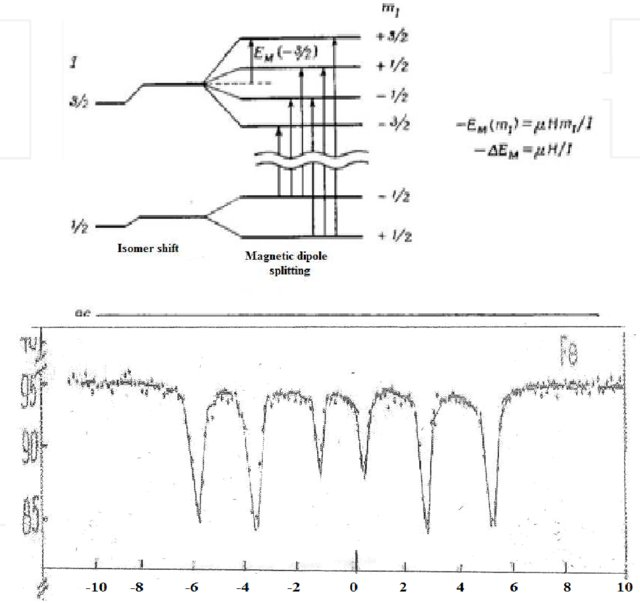 m_I
I
+ 3/2
E_M(−3/2)
+ 1/2
− 1/2
3/2
− 3/2
−E_M(m_I) = μHm_I/I
−ΔE_M = μH/I
− 1/2
1/2
+ 1/2
Isomer shift
Magnetic dipole
splitting
Fe
95
90
85
-10 -8 -6 -4 -2 0 2 4 6 8 10